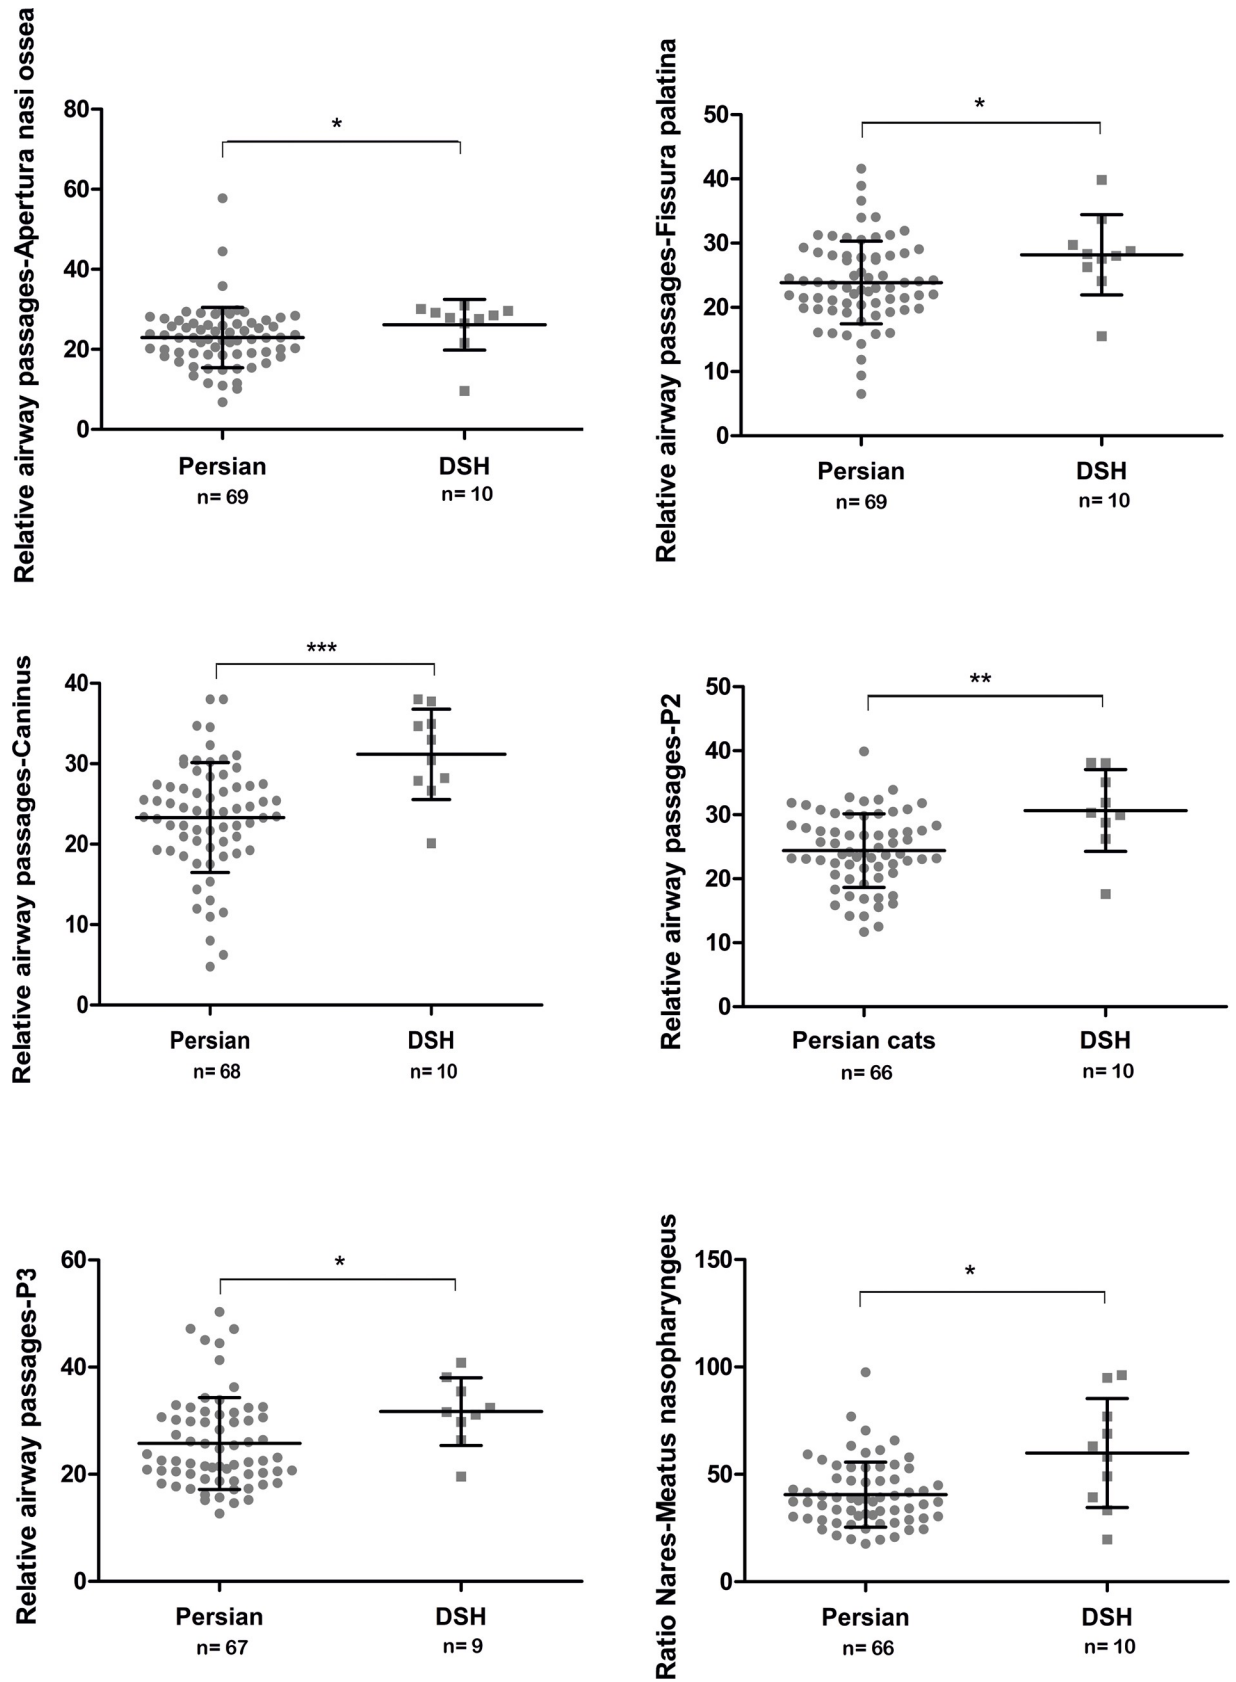 Relative airway passages-Apertura nasi ossea
80
60
40
20
0
*
Persian
n= 69
DSH
n= 10
Relative airway passages-Fissura palatina
50
40
30
20
10
0
*
Persian
n= 69
DSH
n= 10
Relative airway passages-Caninus
40
30
20
10
0
***
Persian
n= 68
DSH
n= 10
Relative airway passages-P2
50
40
30
20
10
0
**
Persian cats
n= 66
DSH
n= 10
Relative airway passages-P3
60
40
20
0
*
Persian
n= 67
DSH
n= 9
Ratio Nares-Meatus nasopharyngeus
150
100
50
0
*
Persian
n= 66
DSH
n= 10